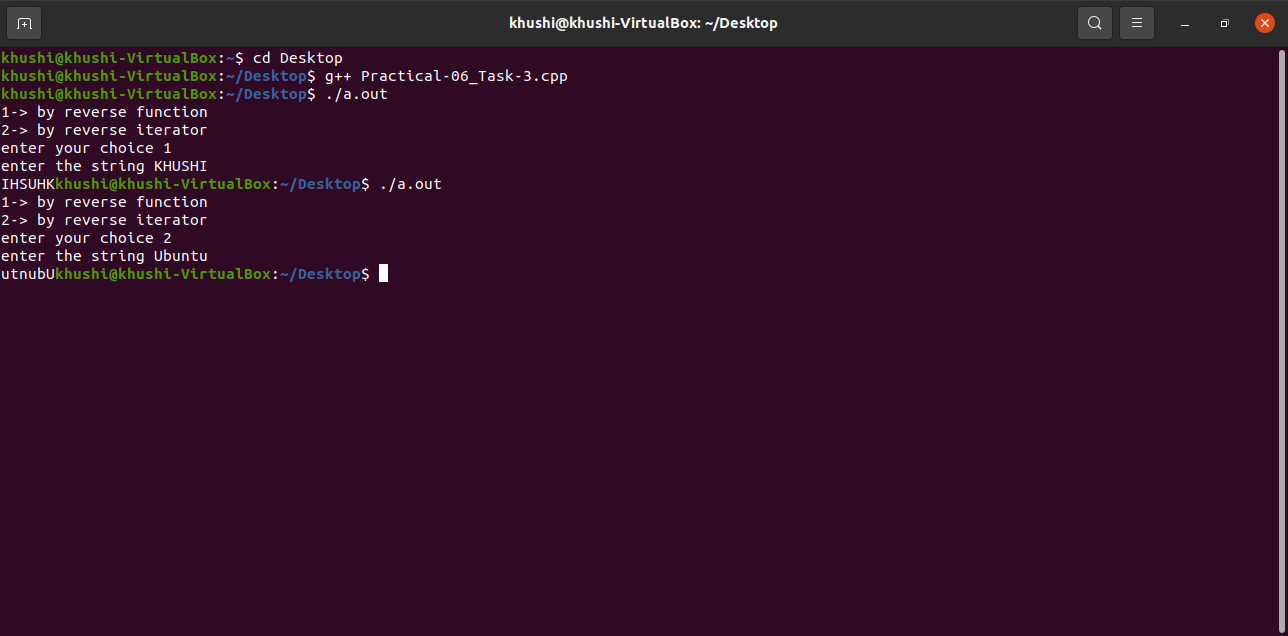 khushi@khushi-VirtualBox: ~/Desktop
khushi@khushi-VirtualBox:~$ cd Desktop
khushi@khushi-VirtualBox:~/Desktop$ g++ Practical-06_Task-3.cpp
khushi@khushi-VirtualBox:~/Desktop$ ./a.out
1-> by reverse function
2-> by reverse iterator
enter your choice 1
enter the string KHUSHI
IHSUHKkhushi@khushi-VirtualBox:~/Desktop$ ./a.out
1-> by reverse function
2-> by reverse iterator
enter your choice 2
enter the string Ubuntu
utnubUkhushi@khushi-VirtualBox:~/Desktop$